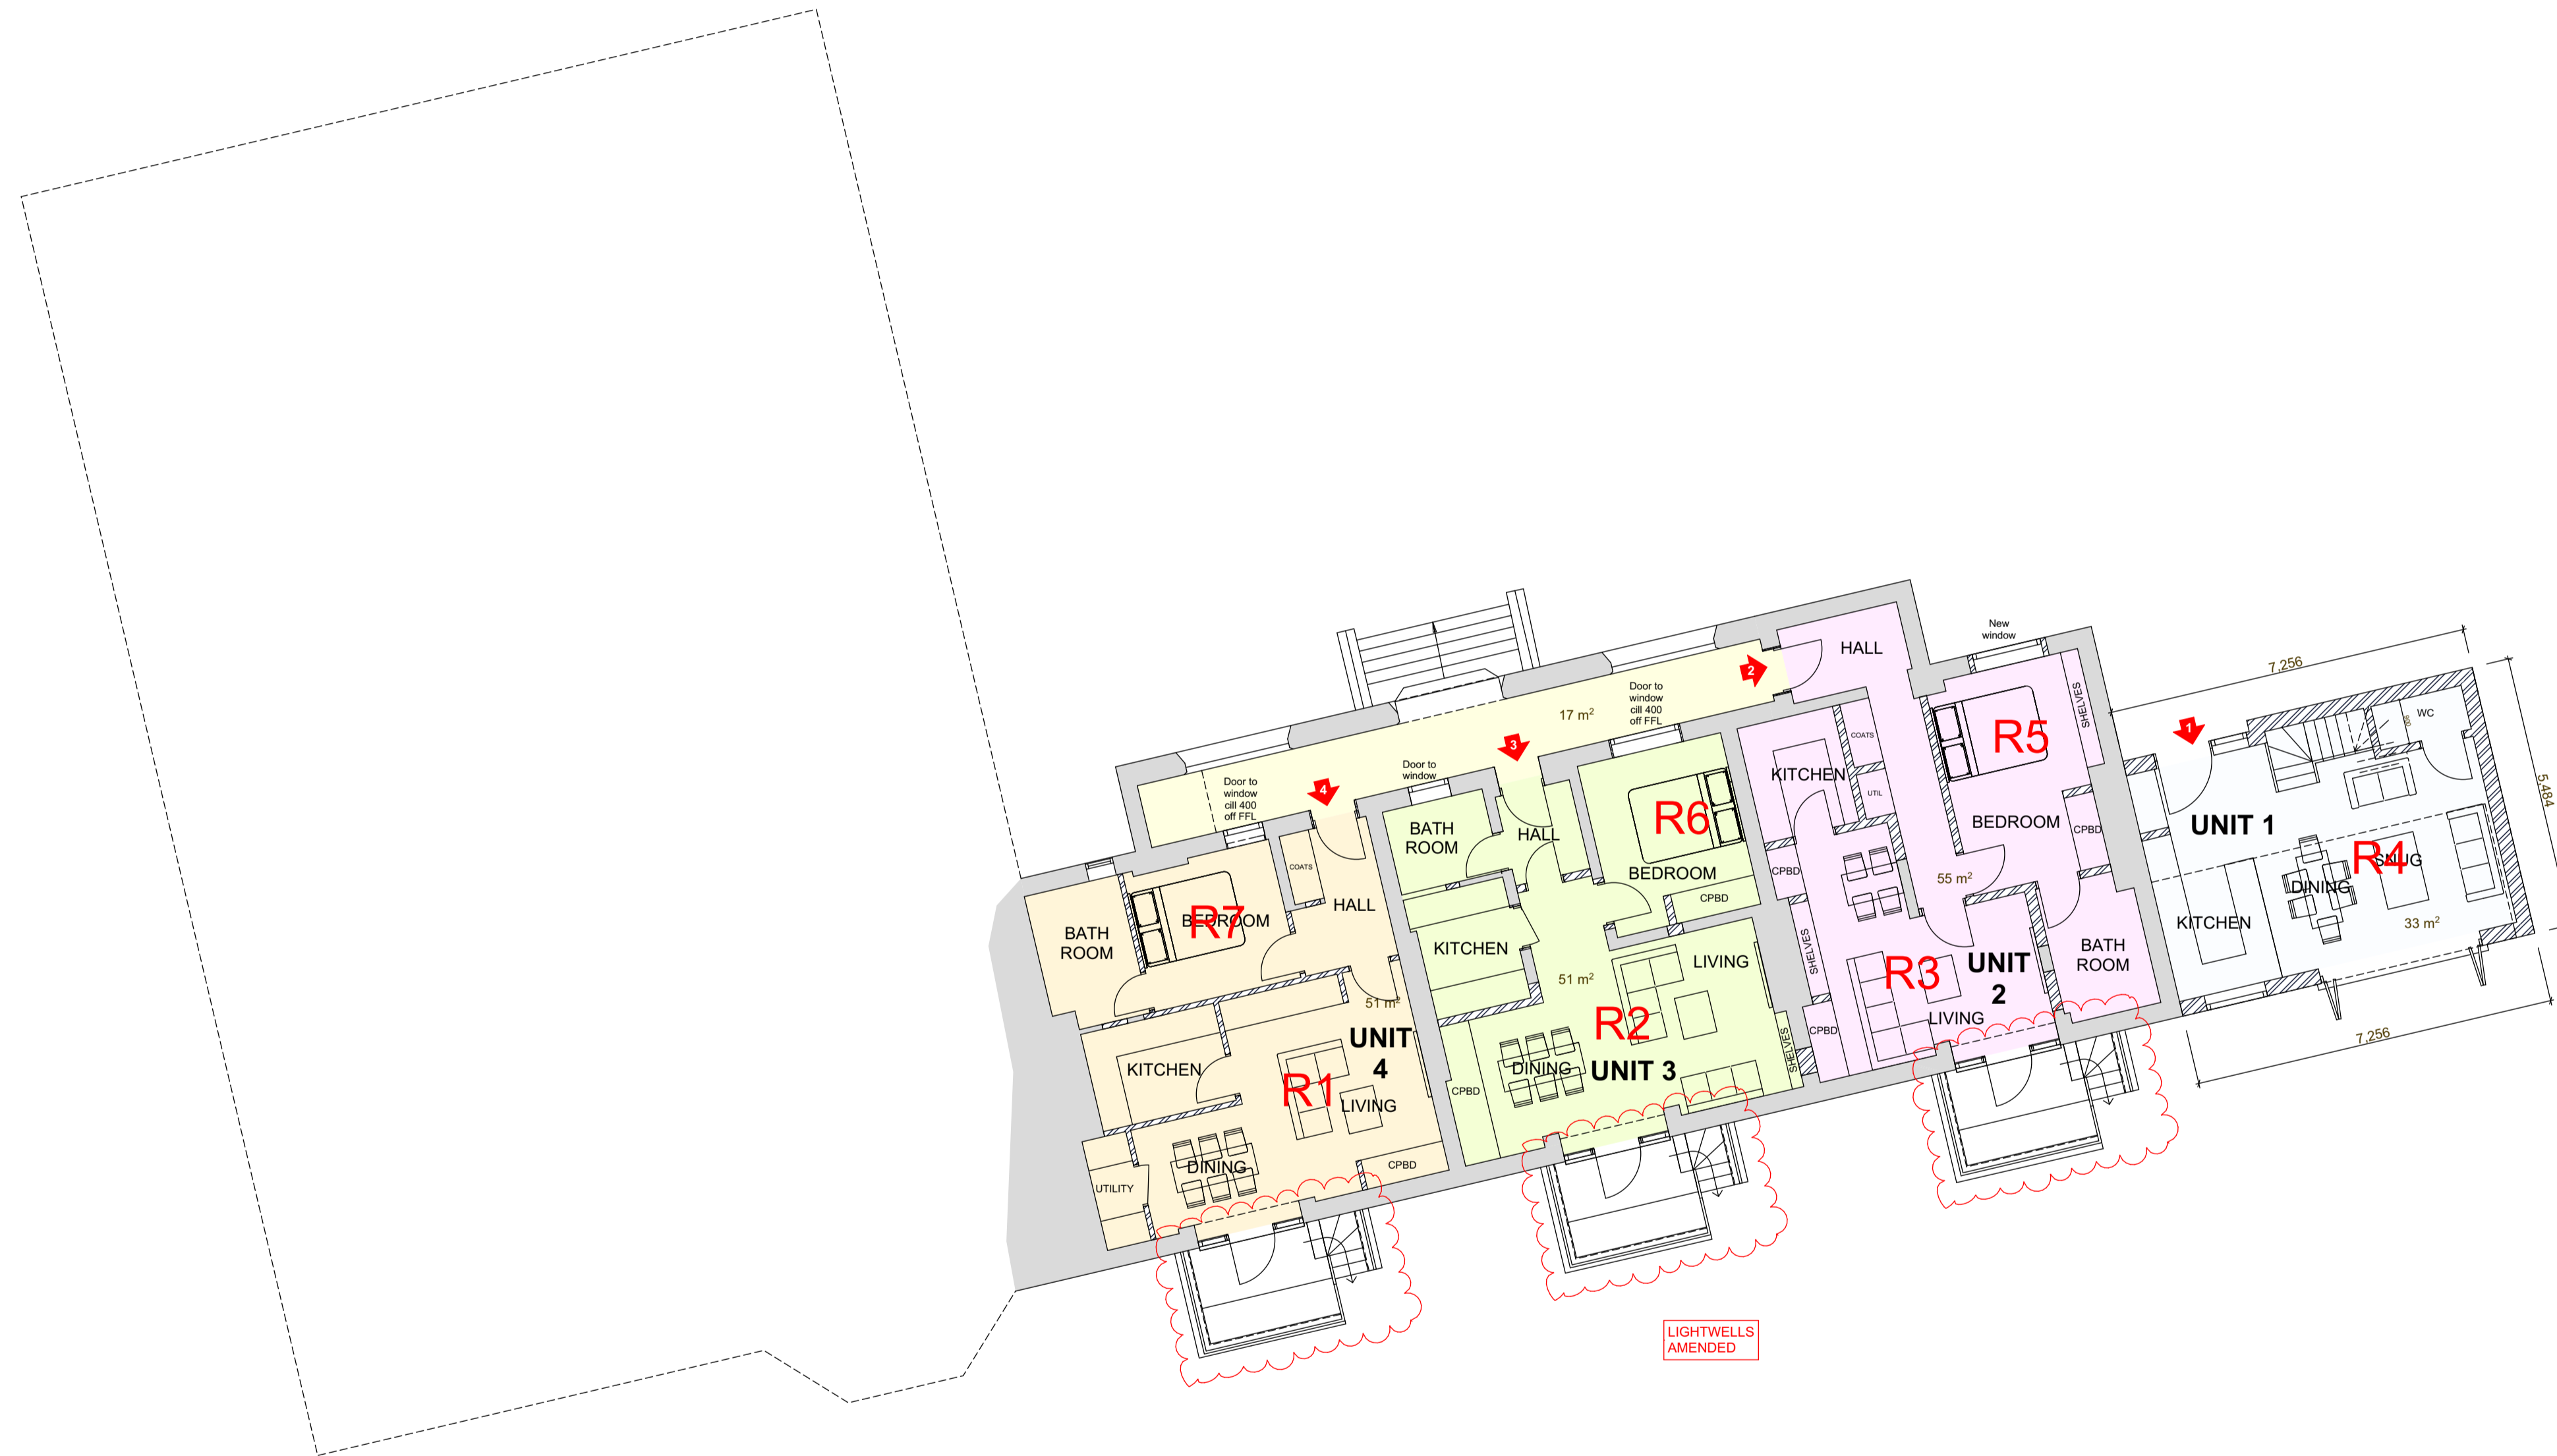 New
window
HALL
2
Door to
window
cill 400
off FFL
17 m²
7,256
SHELVES
WC
800
1
5484
3
R5
COATS
KITCHEN
UTIL
Door to
window
Door to
window
cill 400
off FFL
4
R6
BEDROOM
CPBD
UNIT 1
BATH
ROOM
HALL
BEDROOM
CPBD
R4
SNUG
DINING
KITCHEN
33 m²
COATS
CPBD
55 m²
R7
BEDROOM
HALL
BATH
ROOM
KITCHEN
LIVING
SHELVES
R3
UNIT
2
BATH
ROOM
51 m²
51 m²
R2
LIVING
CPBD
SHELVES
UNIT
4
UNIT 3
DINING
7,256
KITCHEN
R1
LIVING
CPBD
DINING
CPBD
UTILITY
LIGHTWELLS
AMENDED